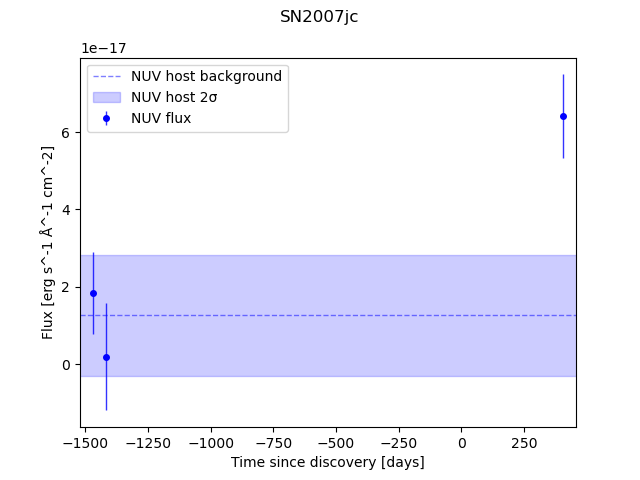 SN2007jc
1e−17
NUV host background
NUV host 2σ
NUV flux
6
4
2
0
Flux [erg s^-1 Å^-1 cm^-2]
−1500 −1250 −1000 −750 −500 −250 0 250
Time since discovery [days]